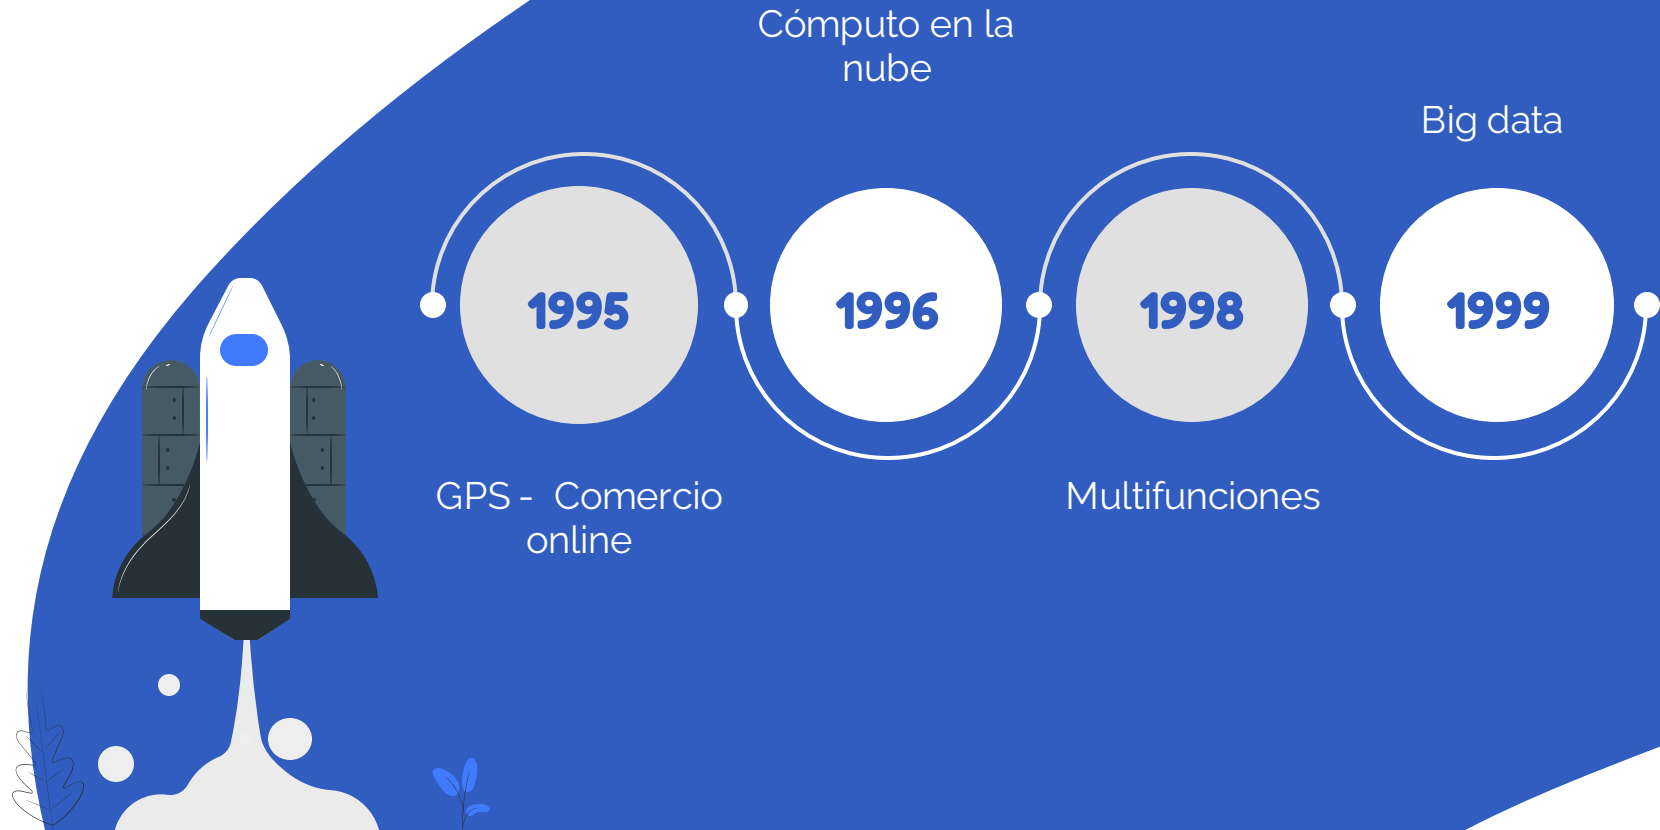 Cómputo en la
nube
Big data
1995
1996
1998
1999
GPS - Comercio
online
Multifunciones